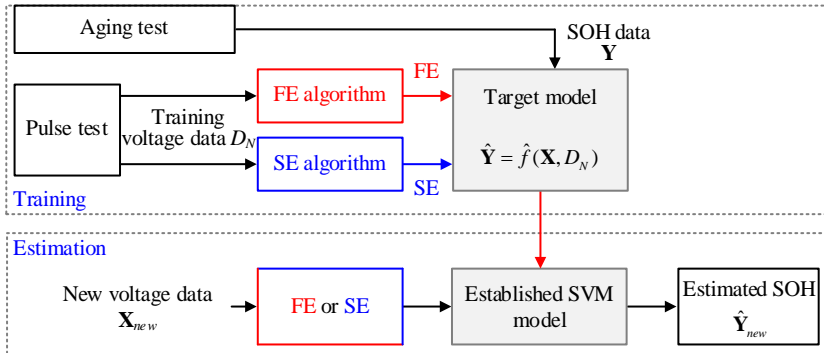 Aging test
SOH data
Y
FE
FE algorithm
Target model
Pulse test
Training
voltage data D_N
SE algorithm
Ŷ = f̂(X, D_N)
SE
Training
Estimation
New voltage data
X_new
FE or SE
Established SVM
model
Estimated SOH
Ŷ_new